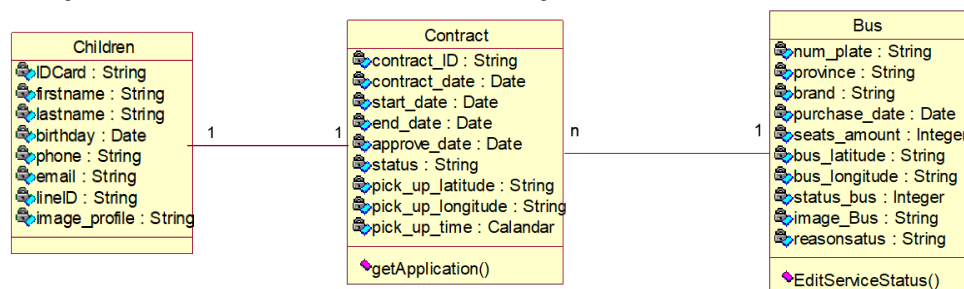 Children
IDCard : String
firstname : String
lastname : String
birthday : Date
phone : String
email : String
lineID : String
image_profile : String
1
1
Contract
contract_ID : String
contract_date : Date
start_date : Date
end_date : Date
approve_date : Date
status : String
pick_up_latitude : String
pick_up_longitude : String
pick_up_time : Calandar
getApplication()
n
1
Bus
num_plate : String
province : String
brand : String
purchase_date : Date
seats_amount : Integer
bus_latitude : String
bus_longitude : String
status_bus : Integer
image_Bus : String
reasonsatus : String
EditServiceStatus()